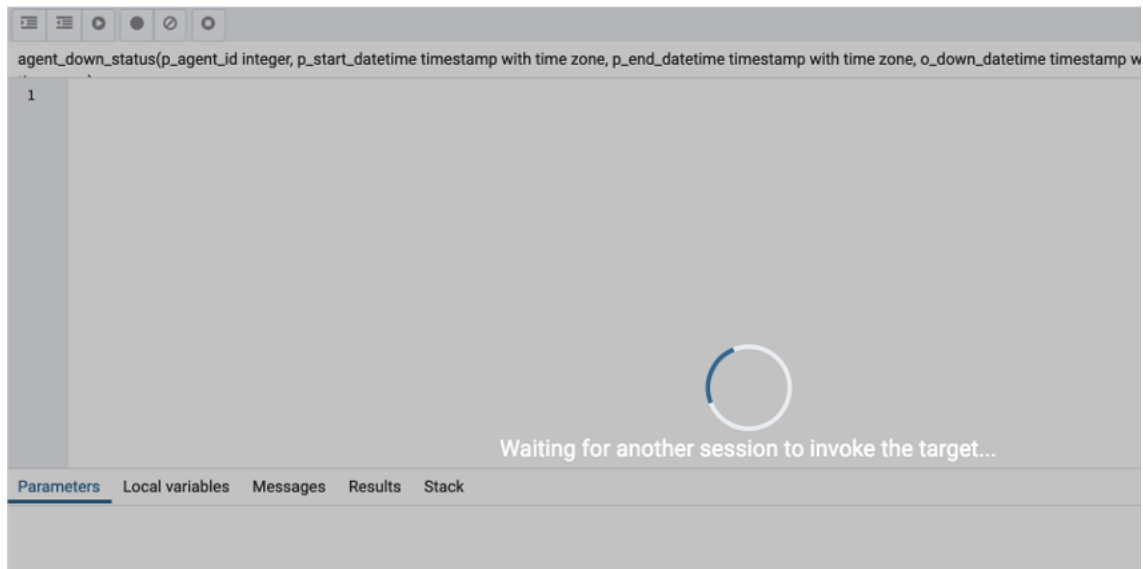 agent_down_status(p_agent_id integer, p_start_datetime timestamp with time zone, p_end_datetime timestamp with time zone, o_down_datetime timestamp w
1
Waiting for another session to invoke the target...
Parameters Local variables Messages Results Stack